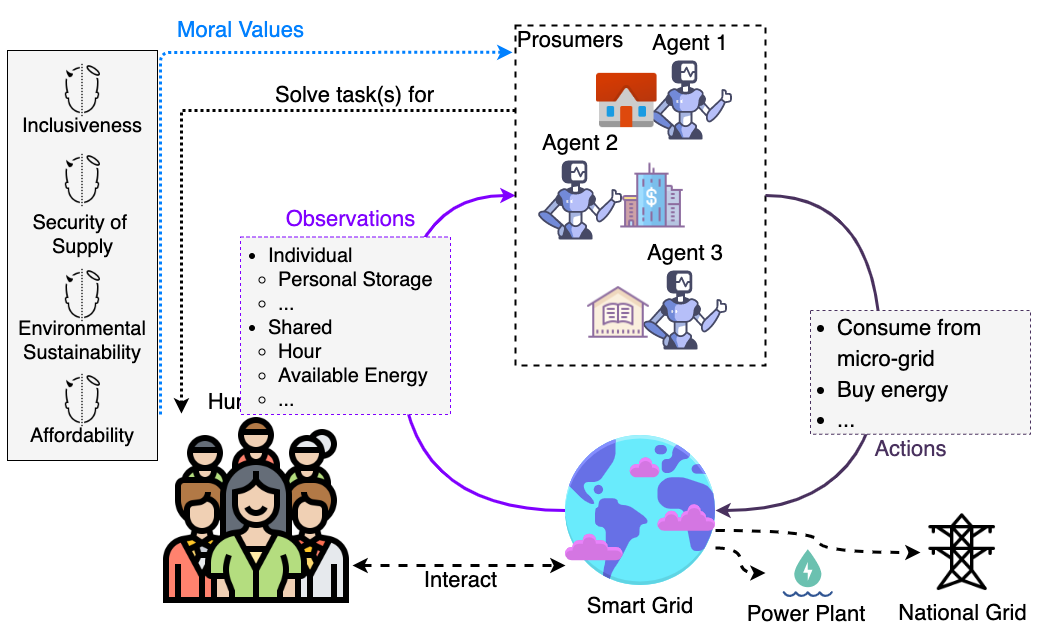 Moral Values
Inclusiveness
Security of
Supply
Environmental
Sustainability
Affordability
Solve task(s) for
Prosumers
Agent 1
Agent 2
$
Agent 3
Observations
• Individual
◦ Personal Storage
◦ ...
• Shared
◦ Hour
◦ Available Energy
◦ ...
• Consume from
micro-grid
• Buy energy
• ...
Actions
Interact
Smart Grid
Power Plant
National Grid